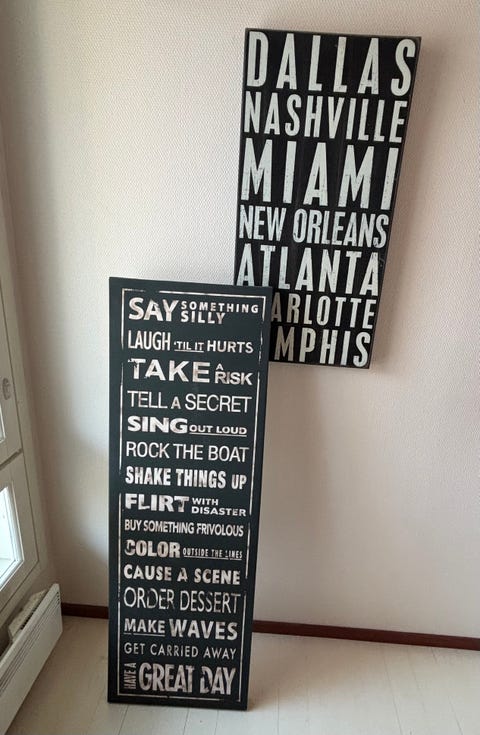 DALLAS
NASHVILLE
MIAMI
NEW ORLEANS
ATLANTA
ARLOTTE
MPHIS
SAY SOMETHING SILLY
LAUGH 'TIL IT HURTS
TAKE A RISK
TELL A SECRET
SING OUT LOUD
ROCK THE BOAT
SHAKE THINGS UP
FLIRT WITH DISASTER
BUY SOMETHING FRIVOLOUS
COLOR OUTSIDE THE LINES
CAUSE A SCENE
ORDER DESSERT
MAKE WAVES
GET CARRIED AWAY
HAVE A GREAT DAY